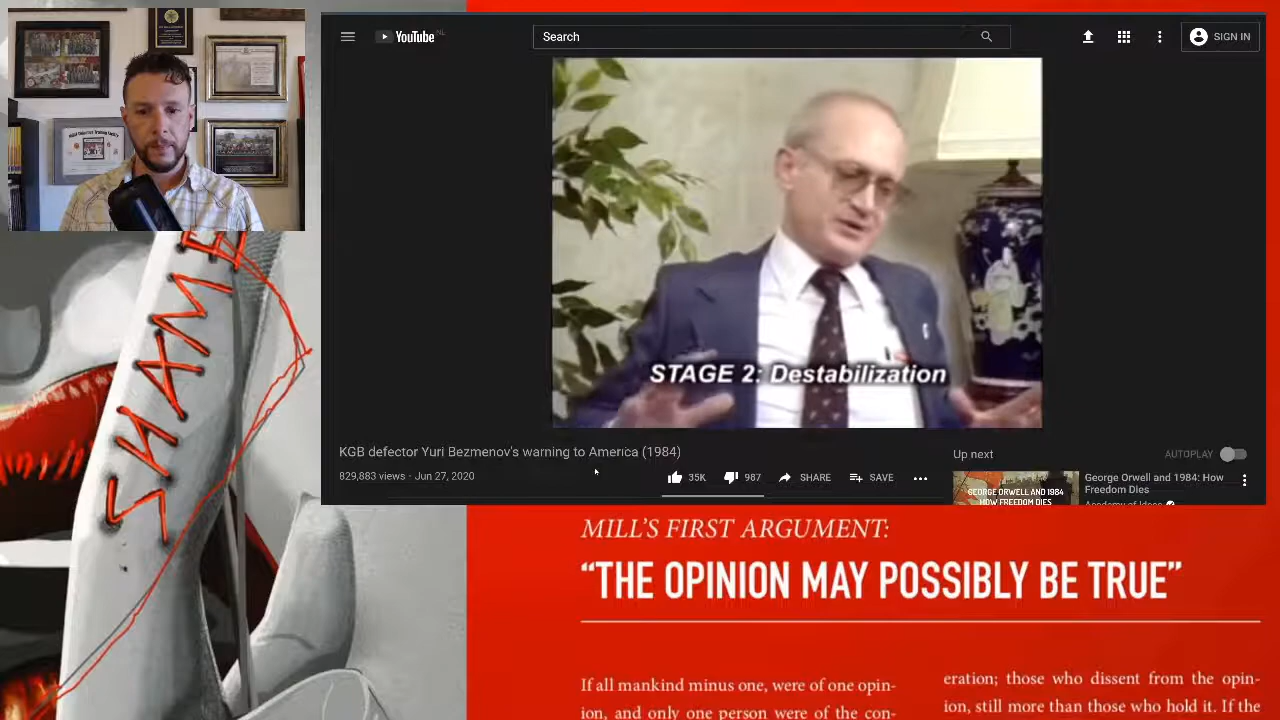 YouTube NL
Search
SIGN IN
STAGE 2: Destabilization
KGB defector Yuri Bezmenov's warning to America (1984)
829,883 views · Jun 27, 2020
35K
987
SHARE
SAVE
Up next
AUTOPLAY
GEORGE ORWELL AND 1984:
HOW FREEDOM DIES
George Orwell and 1984: How
Freedom Dies
Academy of Ideas
SHAME
MILL'S FIRST ARGUMENT:
“THE OPINION MAY POSSIBLY BE TRUE”
If all mankind minus one, were of one opin-
ion, and only one person were of the con-
eration; those who dissent from the opin-
ion, still more than those who hold it. If the